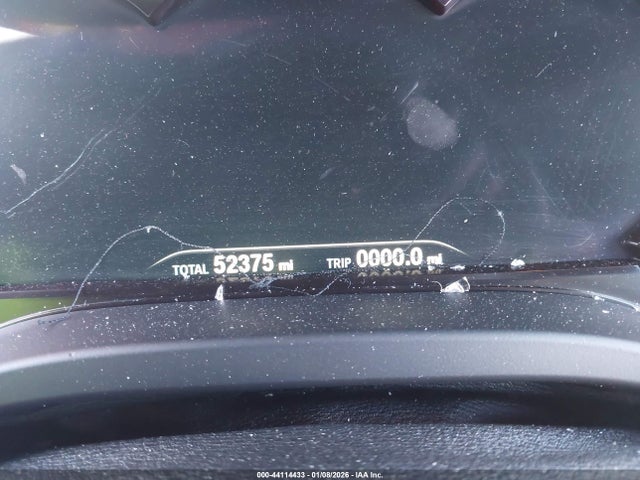 TOTAL 52375 mi TRIP 0000.0 mi
000-44114433 - 01/08/2026 - IAA Inc.